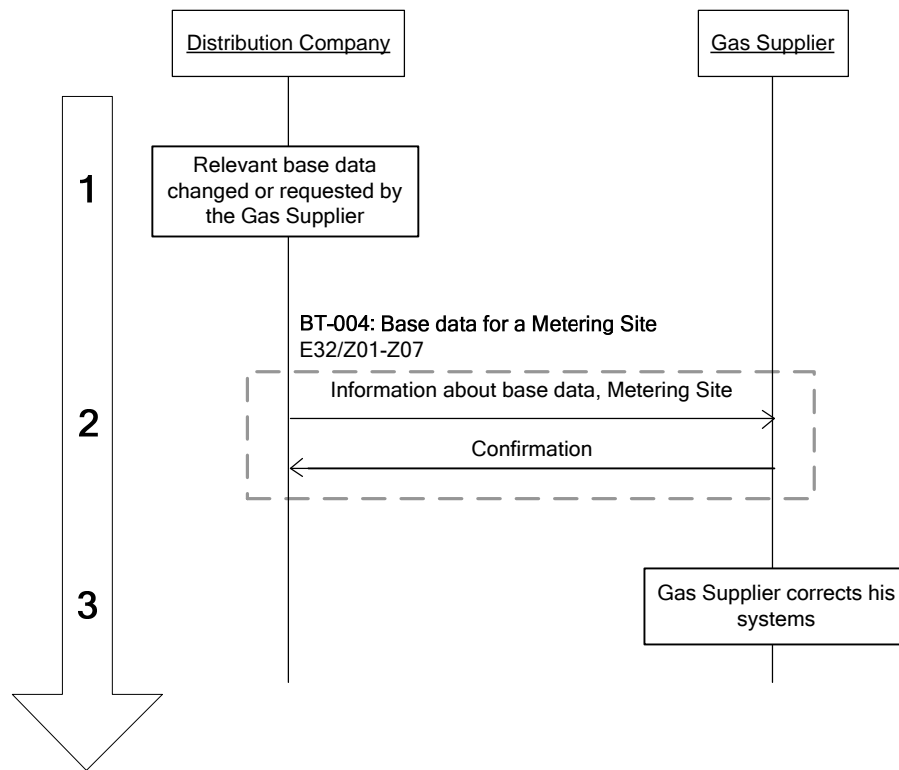 Distribution Company
Gas Supplier
1
Relevant base data
changed or requested by
the Gas Supplier
BT-004: Base data for a Metering Site
E32/Z01-Z07
Information about base data, Metering Site
2
Confirmation
3
Gas Supplier corrects his
systems